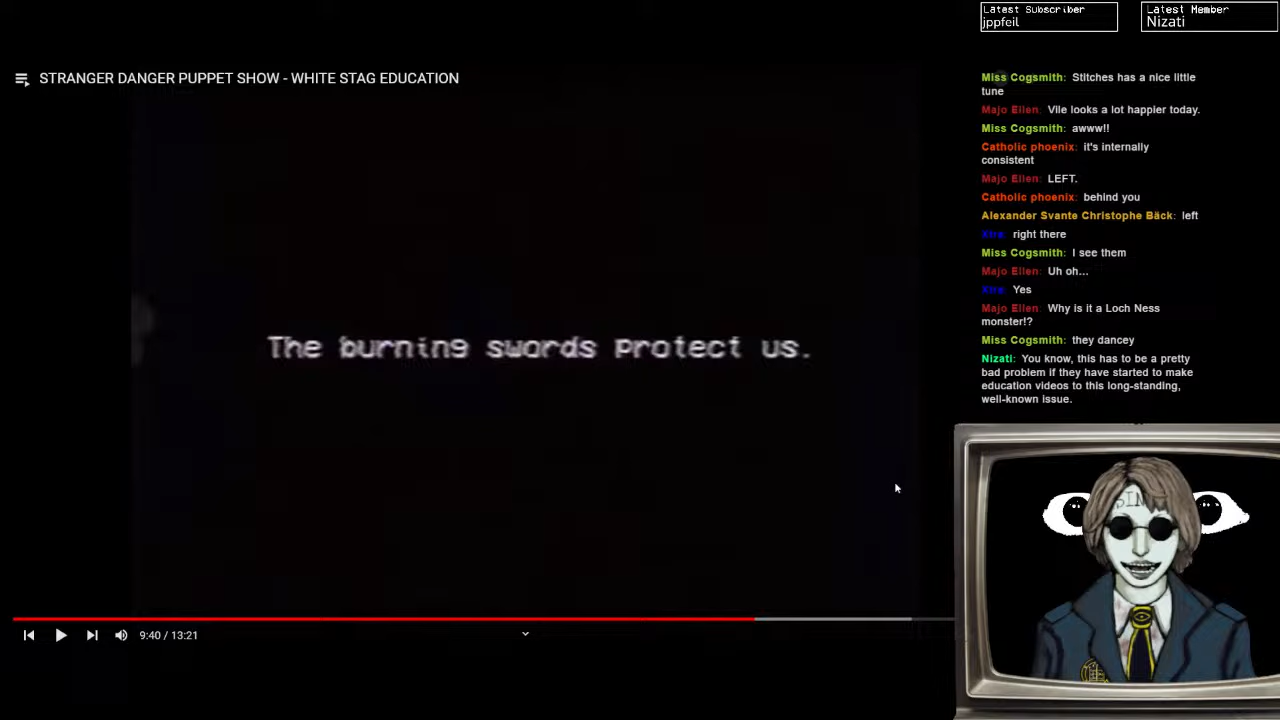 Latest Subscriber
jppfeil
Latest Member
Nizati
STRANGER DANGER PUPPET SHOW - WHITE STAG EDUCATION
The burning swords protect us.
9:40 / 13:21
Miss Cogsmith: Stitches has a nice little
tune
Majo Ellen: Vile looks a lot happier today.
Miss Cogsmith: awww!!
Catholic phoenix: it's internally
consistent
Majo Ellen: LEFT.
Catholic phoenix: behind you
Alexander Svante Christophe Bäck: left
right there
Miss Cogsmith: I see them
Majo Ellen: Uh oh...
Yes
Majo Ellen: Why is it a Loch Ness
monster!?
Miss Cogsmith: they dancey
Nizati: You know, this has to be a pretty
bad problem if they have started to make
education videos to this long-standing,
well-known issue.
SIN